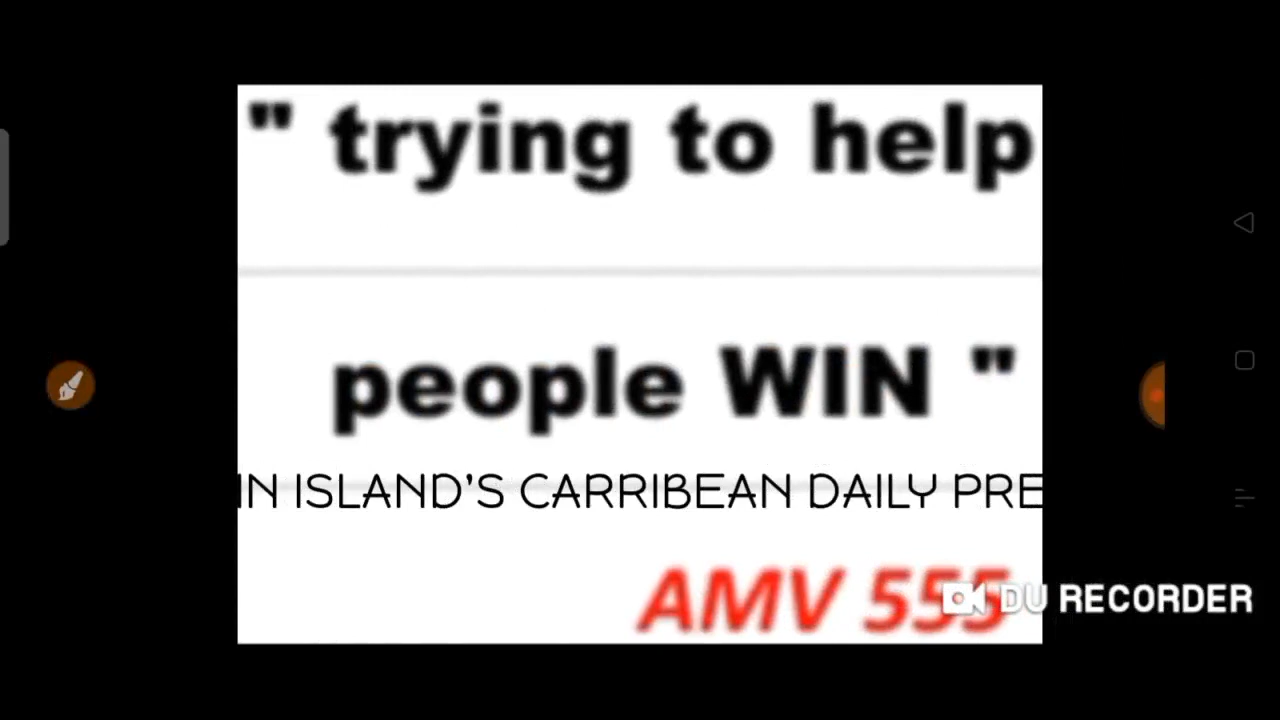 " trying to help
people WIN "
IN ISLAND'S CARRIBEAN DAILY PRE
AMV 555
DU RECORDER